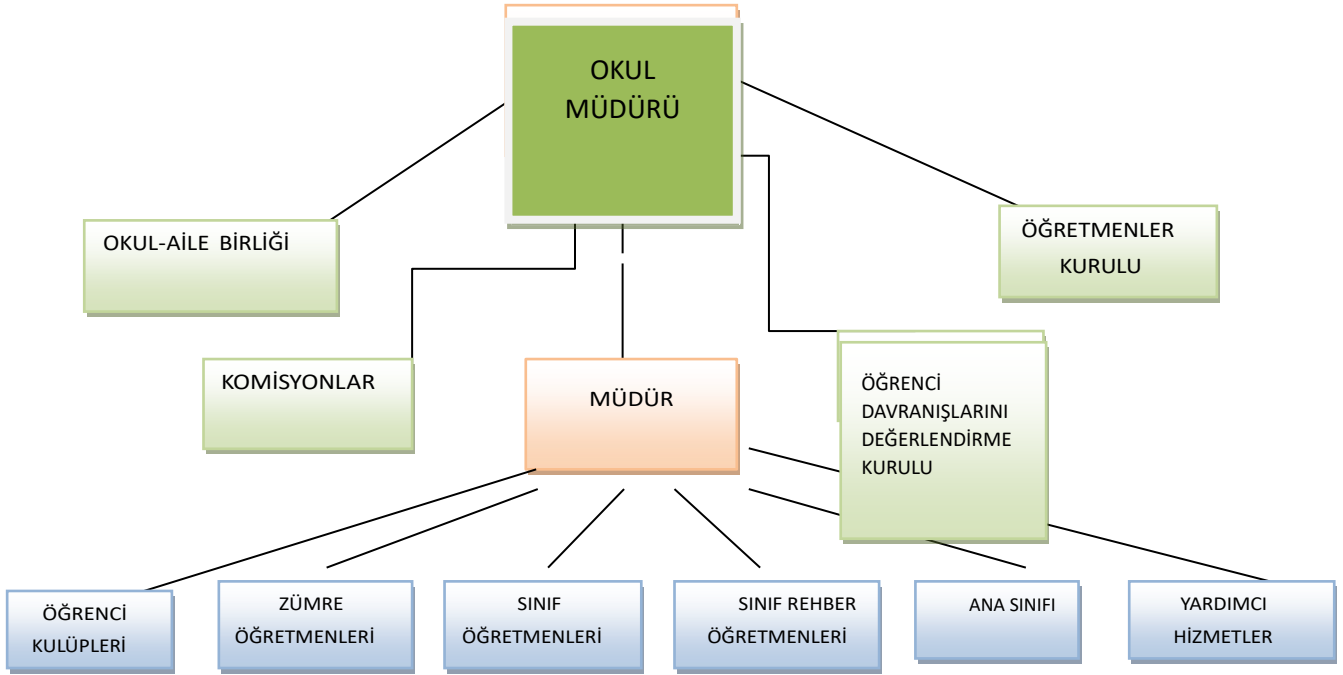 OKUL
MÜDÜRÜ
OKUL-AİLE BİRLİĞİ
ÖĞRETMENLER
KURULU
KOMİSYONLAR
MÜDÜR
ÖĞRENCİ
DAVRANIŞLARINI
DEĞERLENDİRME
KURULU
ÖĞRENCİ
KULÜPLERİ
ZÜMRE
ÖĞRETMENLERİ
SINIF
ÖĞRETMENLERİ
SINIF REHBER
ÖĞRETMENLERİ
ANA SINIFI
YARDIMCI
HİZMETLER